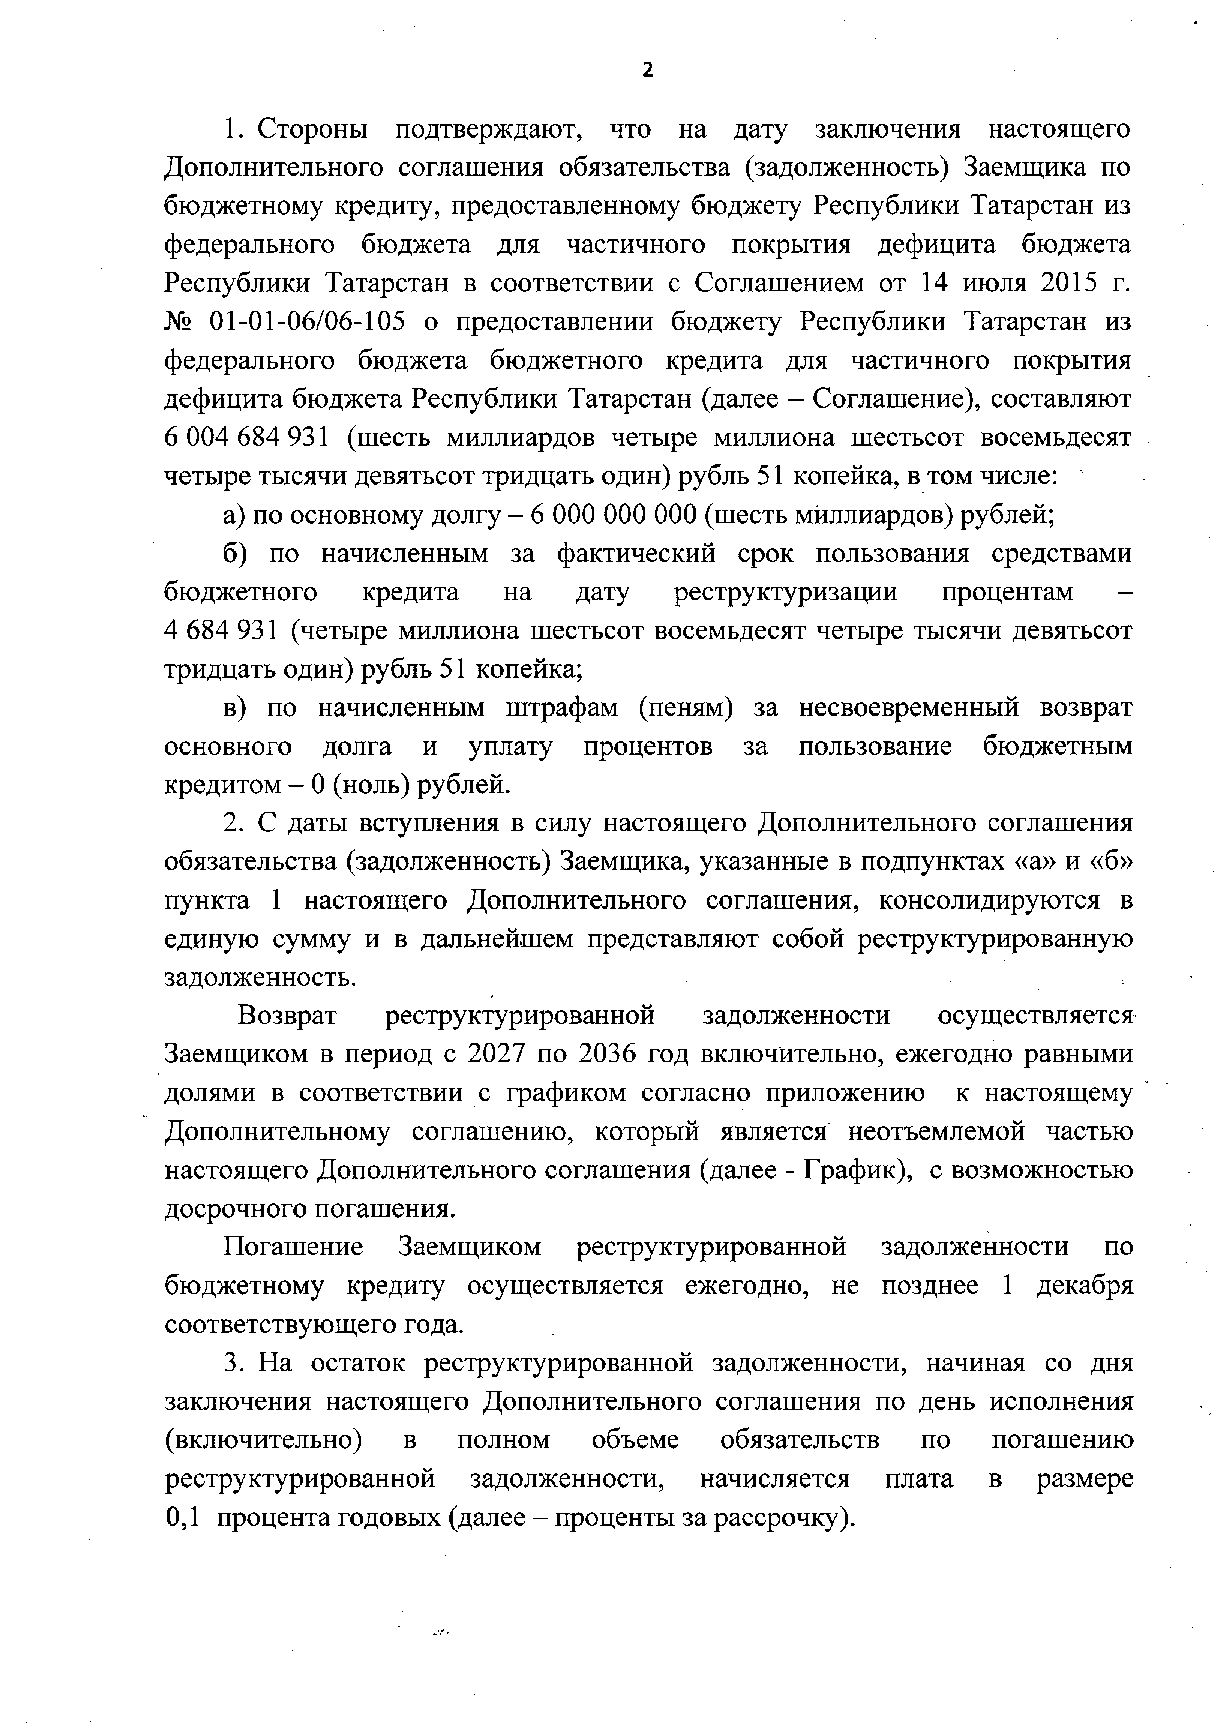 2
1. Стороны подтверждают, что на дату заключения настоящего
Дополнительного соглашения обязательства (задолженность) Заемщика по
бюджетному кредиту, предоставленному бюджету Республики Татарстан из
федерального бюджета для частичного покрытия дефицита бюджета
Республики Татарстан в соответствии с Соглашением от 14 июля 2015 г.
№ 01-01-06/06-105 о предоставлении бюджету Республики Татарстан из
федерального бюджета бюджетного кредита для частичного покрытия
дефицита бюджета Республики Татарстан (далее – Соглашение), составляют
6 004 684 931 (шесть миллиардов четыре миллиона шестьсот восемьдесят
четыре тысячи девятьсот тридцать один) рубль 51 копейка, в том числе:
а) по основному долгу – 6 000 000 000 (шесть миллиардов) рублей;
б) по начисленным за фактический срок пользования средствами
бюджетного кредита на дату реструктуризации процентам –
4 684 931 (четыре миллиона шестьсот восемьдесят четыре тысячи девятьсот
тридцать один) рубль 51 копейка;
в) по начисленным штрафам (пеням) за несвоевременный возврат
основного долга и уплату процентов за пользование бюджетным
кредитом – 0 (ноль) рублей.
2. С даты вступления в силу настоящего Дополнительного соглашения
обязательства (задолженность) Заемщика, указанные в подпунктах «а» и «б»
пункта 1 настоящего Дополнительного соглашения, консолидируются в
единую сумму и в дальнейшем представляют собой реструктурированную
задолженность.
Возврат реструктурированной задолженности осуществляется
Заемщиком в период с 2027 по 2036 год включительно, ежегодно равными
долями в соответствии с графиком согласно приложению к настоящему
Дополнительному соглашению, который является неотъемлемой частью
настоящего Дополнительного соглашения (далее - График), с возможностью
досрочного погашения.
Погашение Заемщиком реструктурированной задолженности по
бюджетному кредиту осуществляется ежегодно, не позднее 1 декабря
соответствующего года.
3. На остаток реструктурированной задолженности, начиная со дня
заключения настоящего Дополнительного соглашения по день исполнения
(включительно) в полном объеме обязательств по погашению
реструктурированной задолженности, начисляется плата в размере
0,1 процента годовых (далее – проценты за рассрочку).